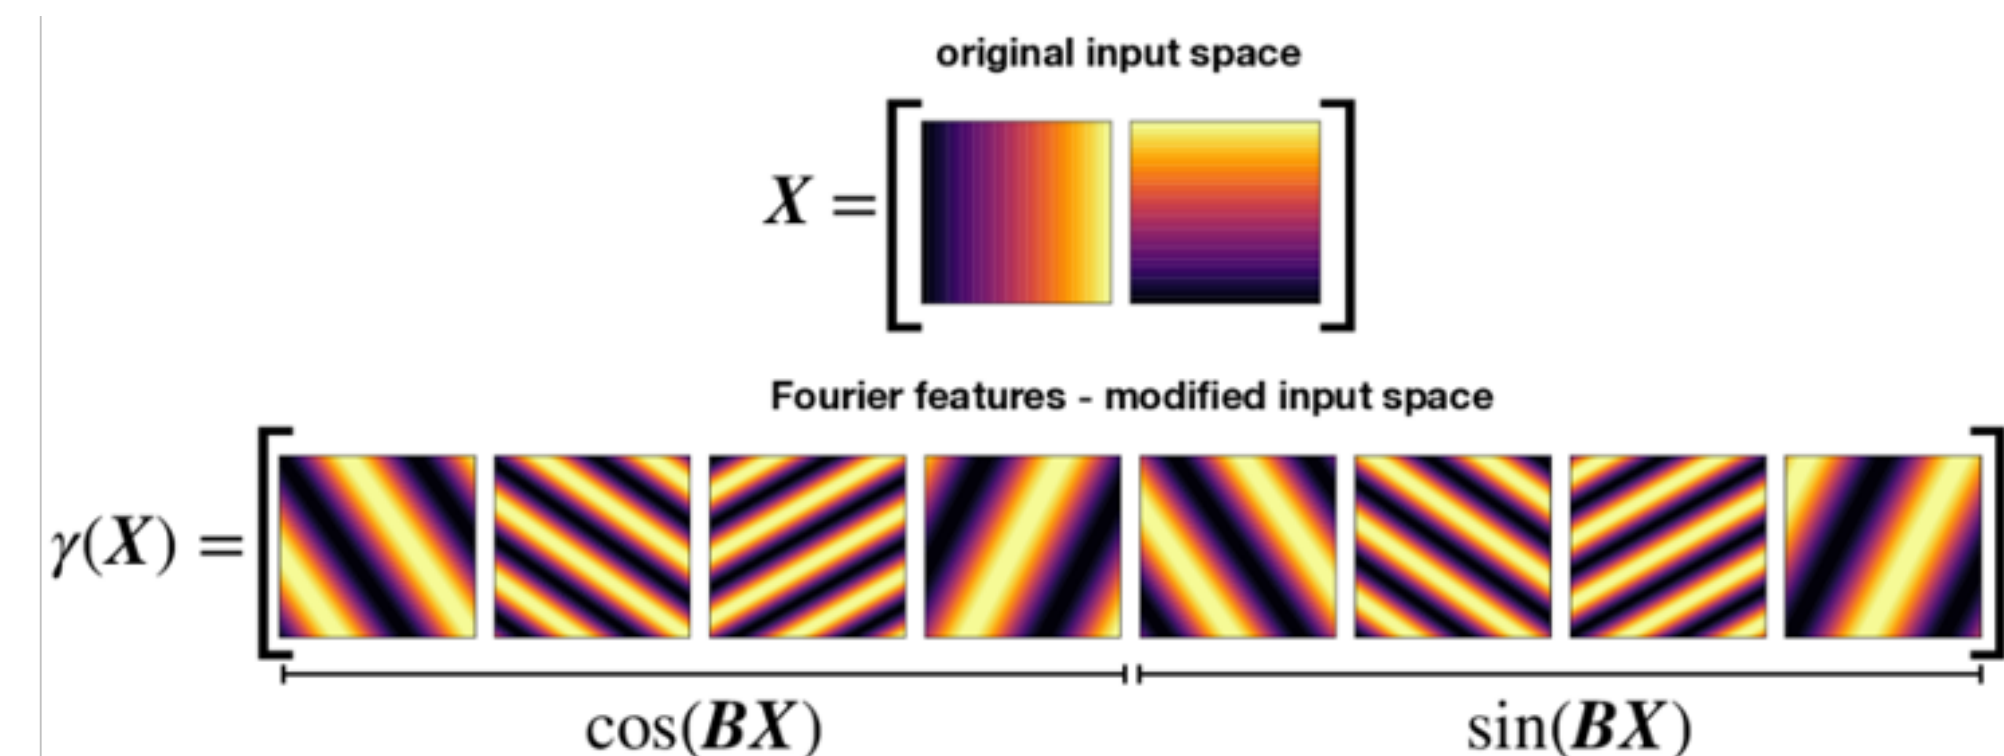 original input space
X =
Fourier features - modified input space
γ(X) =
cos(BX) sin(BX)